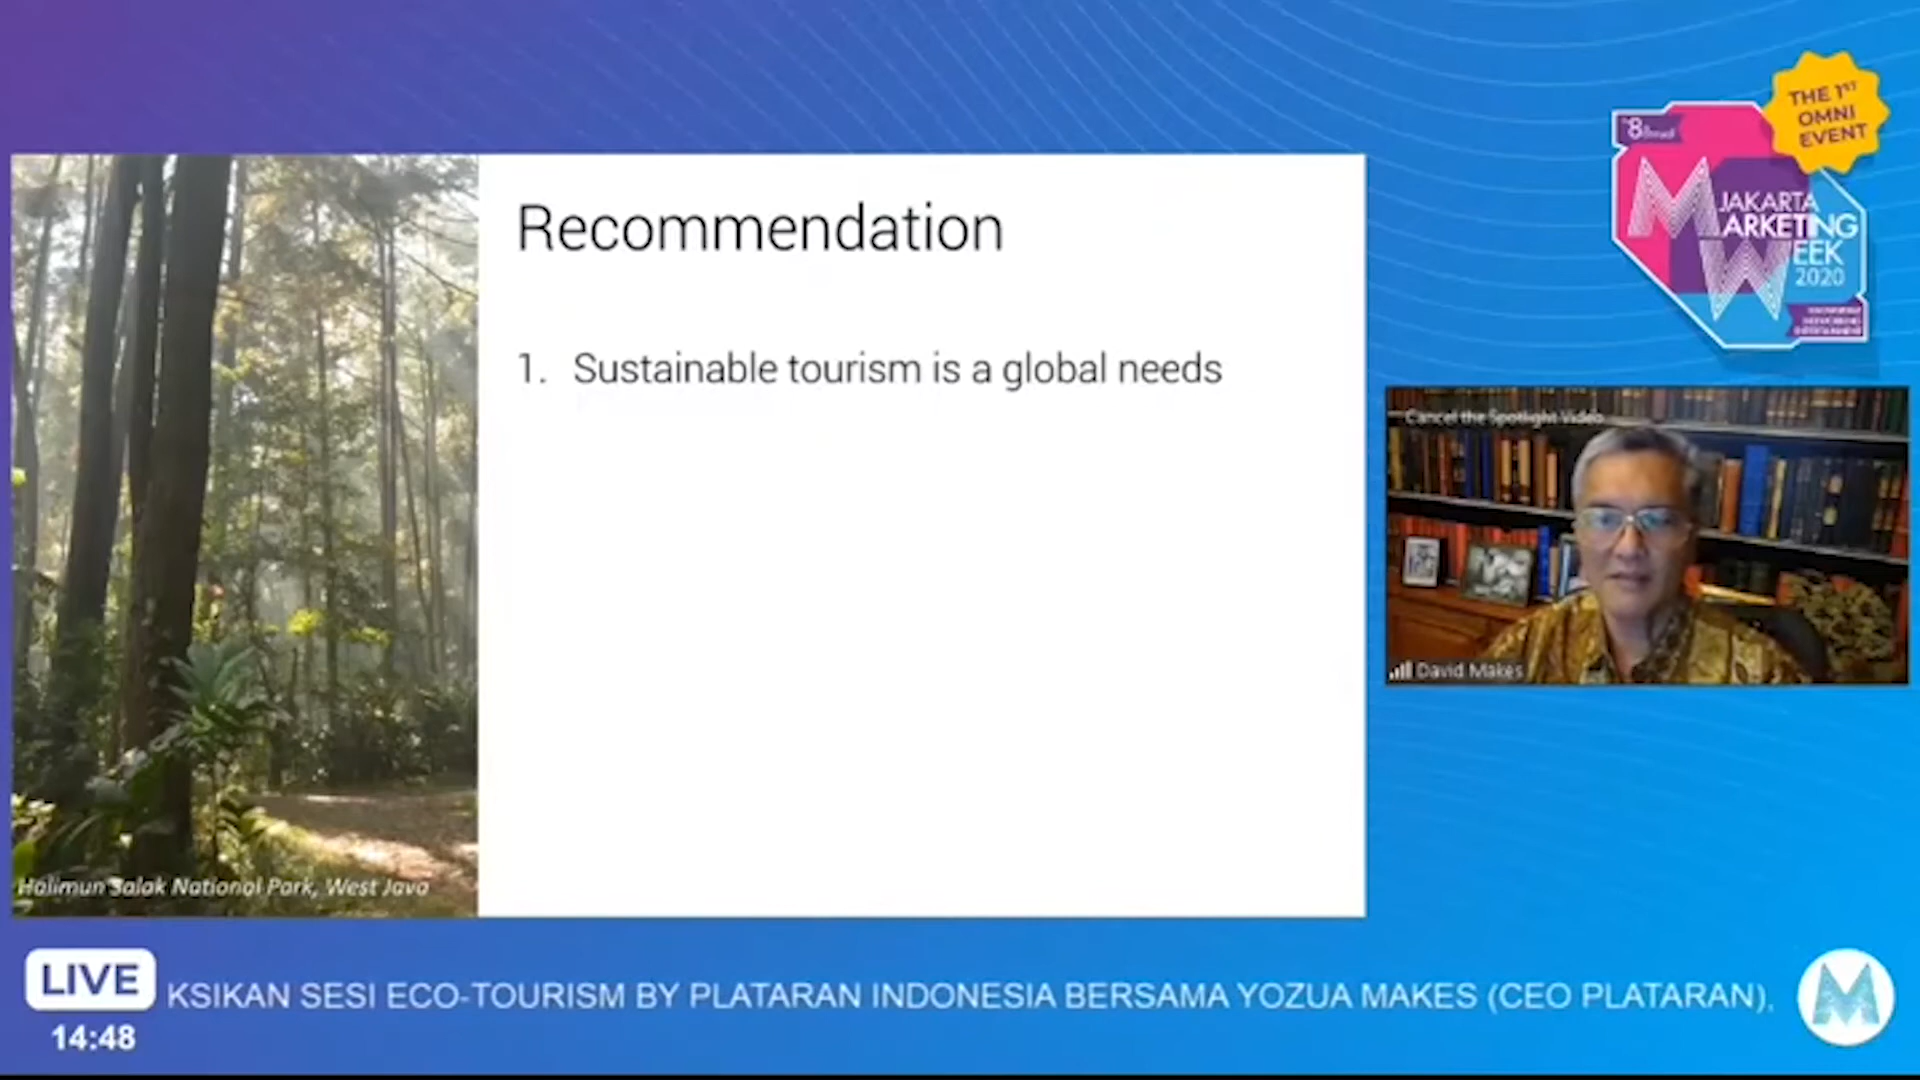 THE 1ST
OMNI
EVENT
8
JAKARTA
MARKETING
WEEK
2020
Recommendation
1. Sustainable tourism is a global needs
Cancel the Spotlight Video
David Makes
Halimun Salak National Park, West Java
LIVE
KSIKAN SESI ECO-TOURISM BY PLATARAN INDONESIA BERSAMA YOZUA MAKES (CEO PLATARAN),
14:48
M